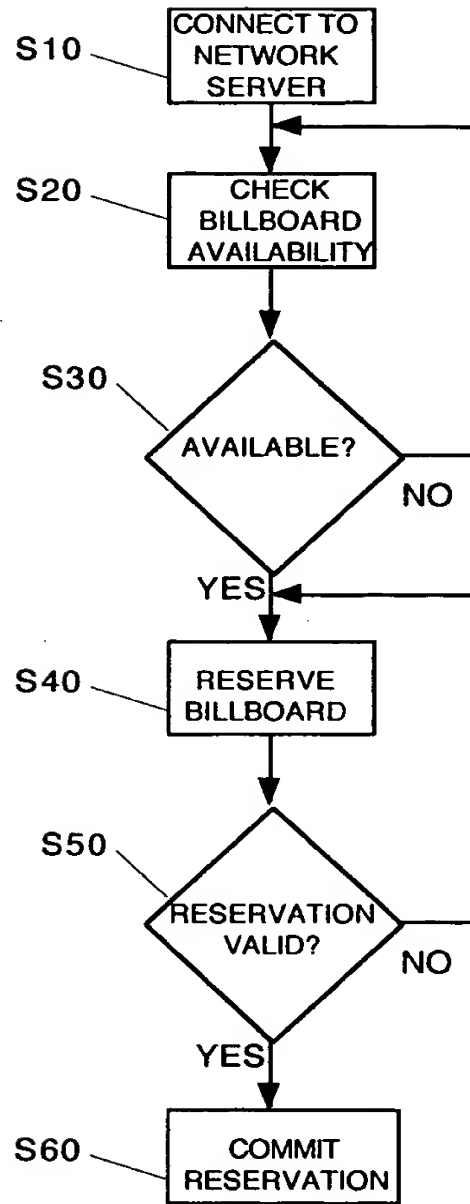 S10
CONNECT TO
NETWORK
SERVER
S20
CHECK
BILLBOARD
AVAILABILITY
S30
AVAILABLE?
NO
YES
S40
RESERVE
BILLBOARD
S50
RESERVATION
VALID?
NO
YES
S60
COMMIT
RESERVATION